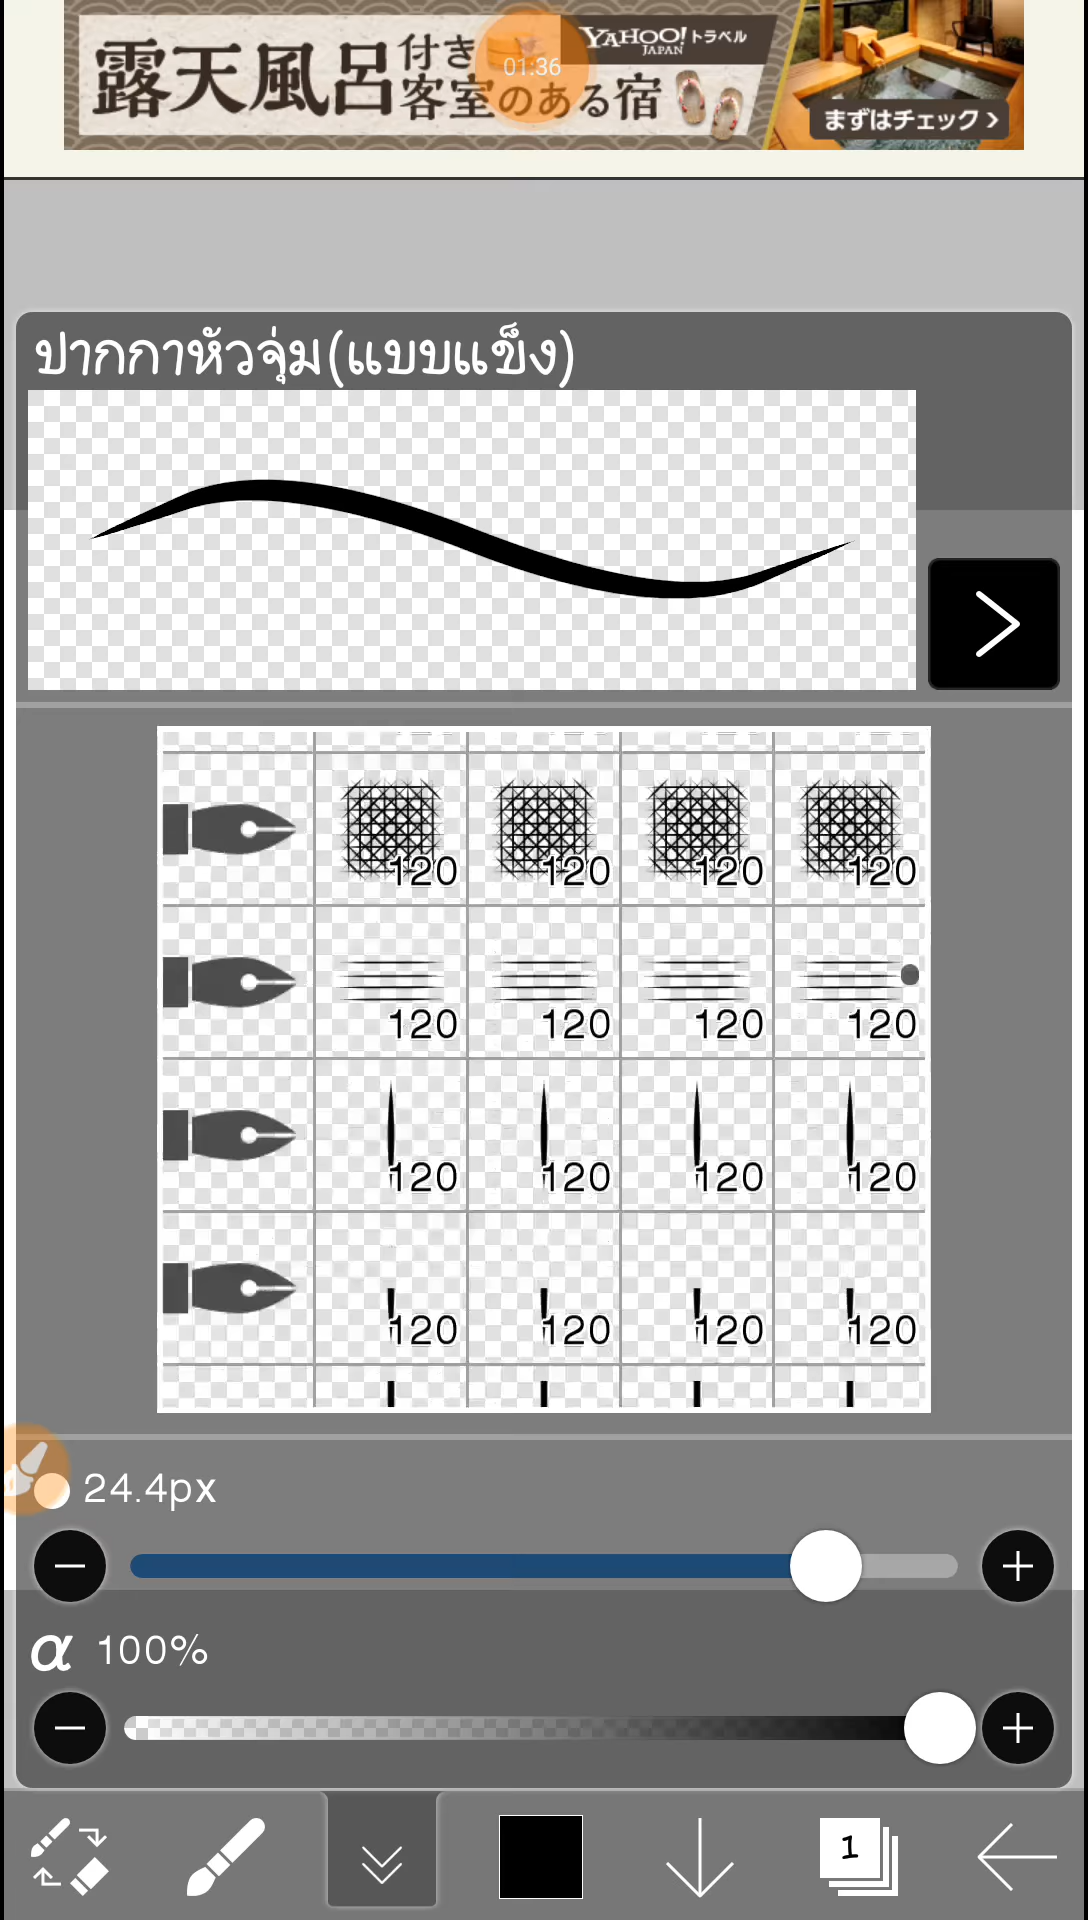 露天風呂付き客室のある宿
YAHOO!トラベル
JAPAN
まずはチェック >
01:36
ปากกาหัวจุ่ม(แบบแข็ง)
120 120 120 120
120 120 120 120
120 120 120 120
120 120 120 120
24.4px
α 100%
1